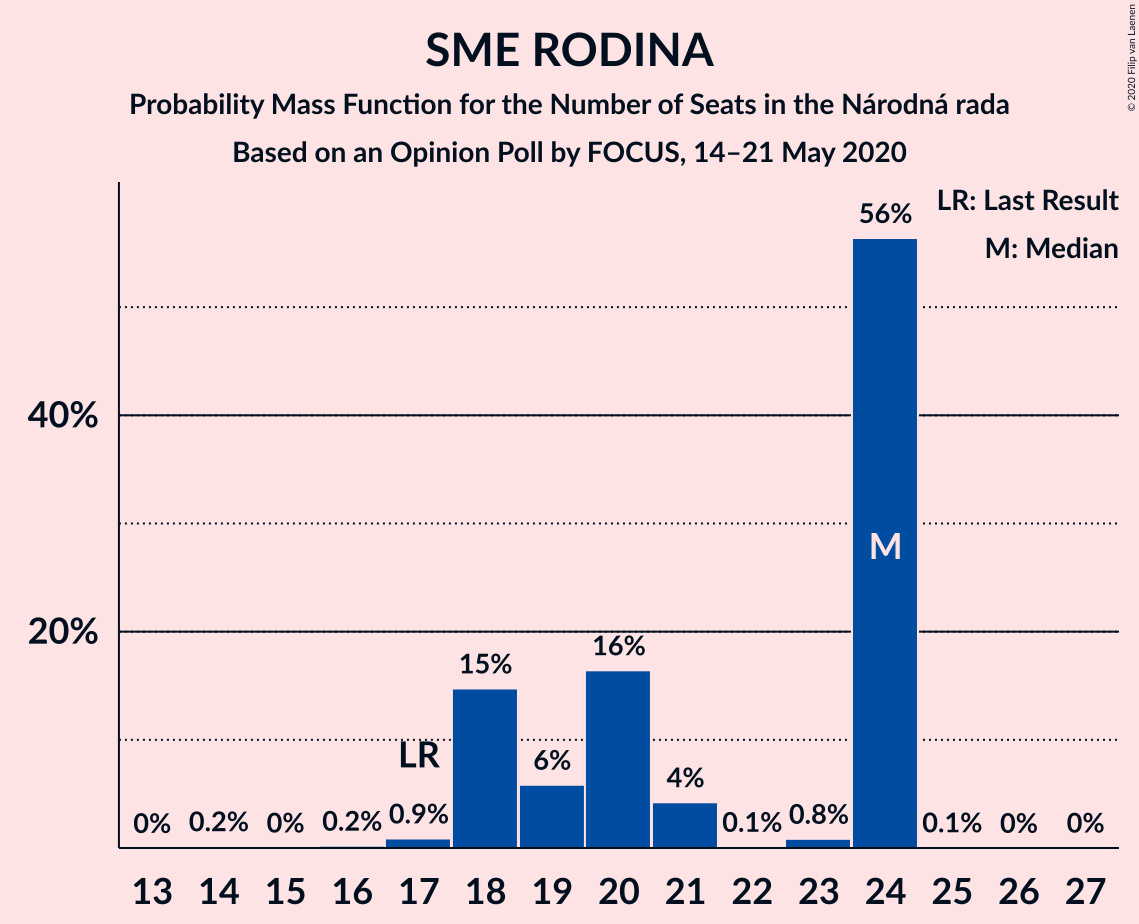 SME RODINA
Probability Mass Function for the Number of Seats in the Národná rada
Based on an Opinion Poll by FOCUS, 14–21 May 2020
© 2020 Filip van Laenen
LR: Last Result
M: Median
56%
40%
M
20%
16%
15%
LR
6%
4%
0%
0.2%
0%
0.2%
0.9%
0.1%
0.8%
0.1%
0%
0%
13 14 15 16 17 18 19 20 21 22 23 24 25 26 27